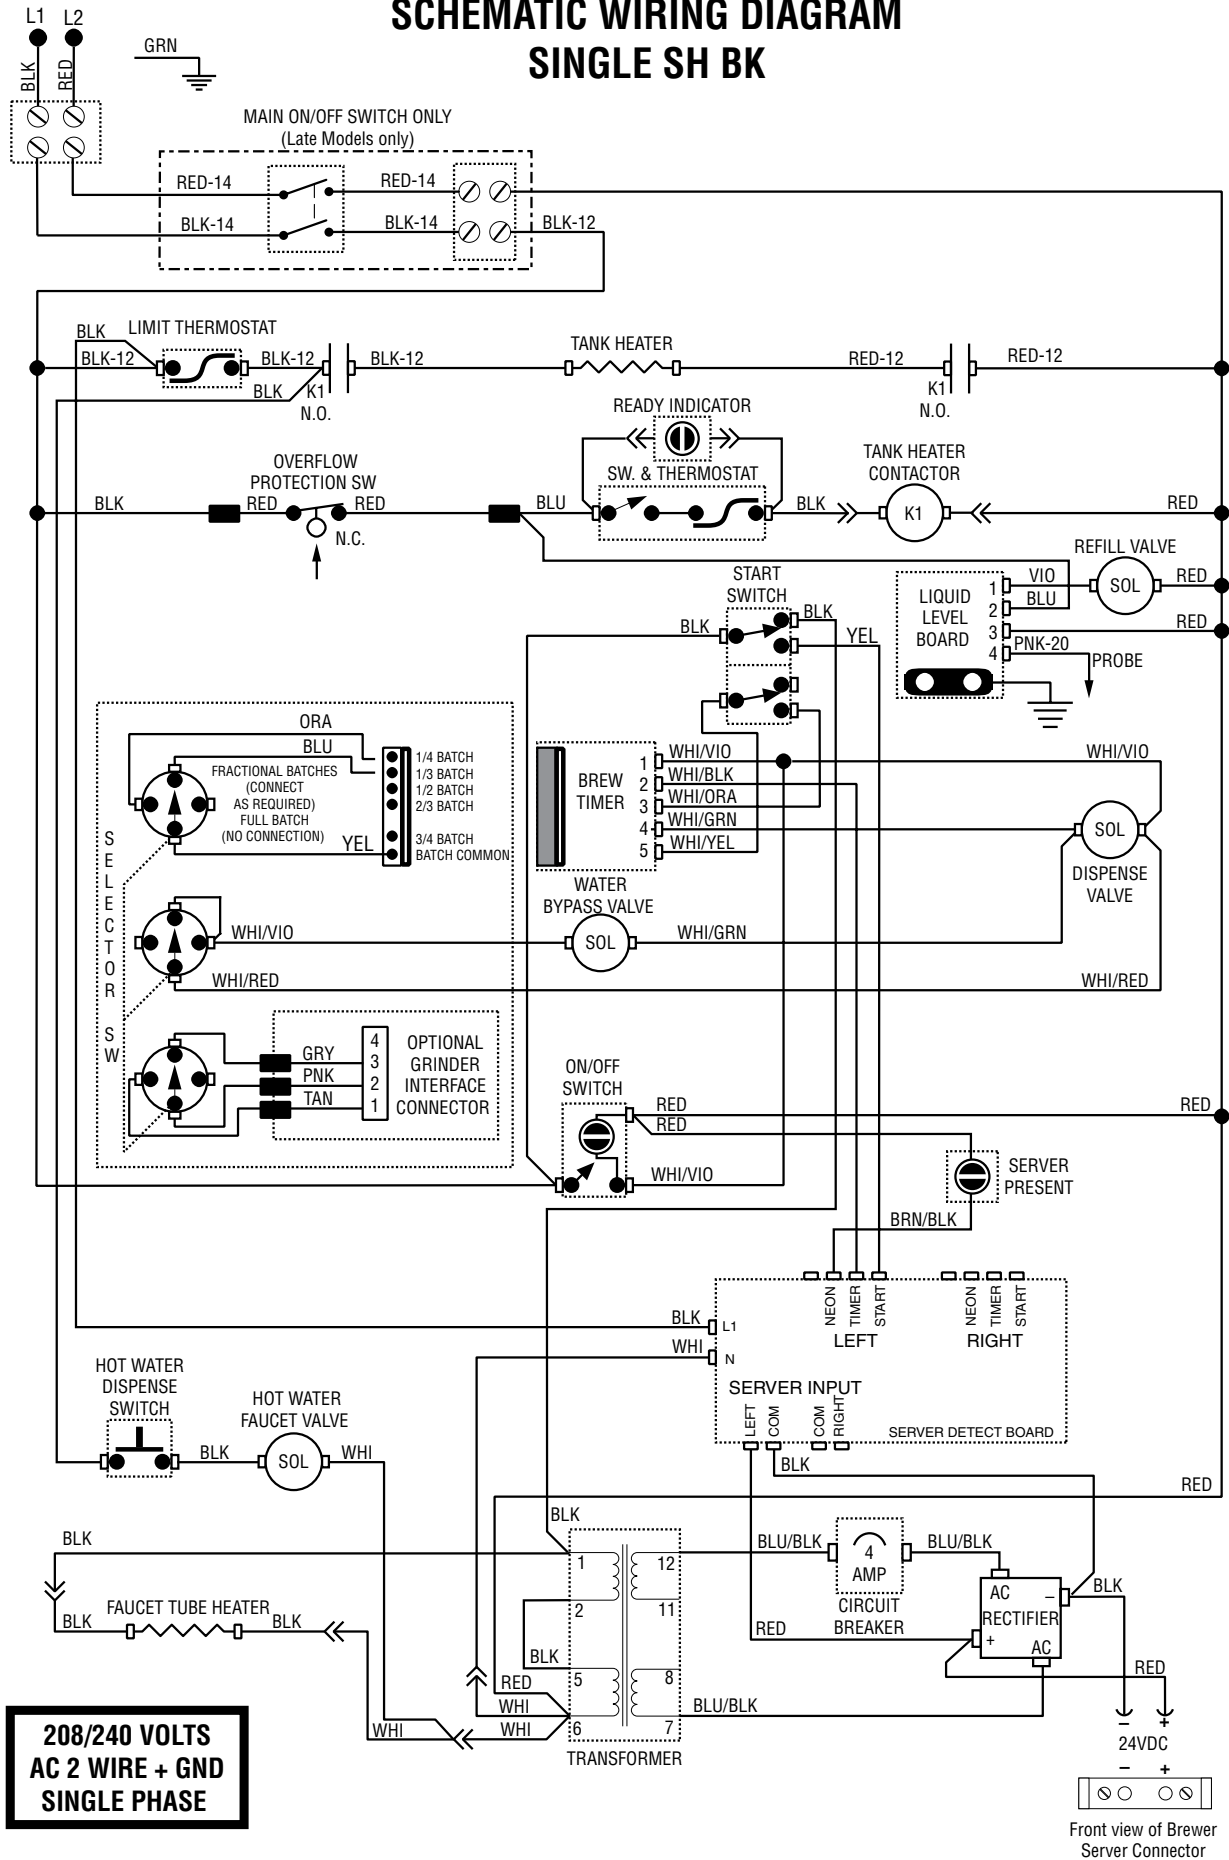 SCHEMATIC WIRING DIAGRAM
SINGLE SH BK
L1 L2
BLK
RED
GRN
MAIN ON/OFF SWITCH ONLY
(Late Models only)
RED-14
RED-14
BLK-14
BLK-14
BLK-12
BLK
LIMIT THERMOSTAT
BLK-12
BLK-12
BLK-12
BLK
K1
N.O.
TANK HEATER
RED-12
RED-12
K1
N.O.
READY INDICATOR
SW. & THERMOSTAT
TANK HEATER
CONTACTOR
OVERFLOW
PROTECTION SW
BLK
RED
RED
N.C.
BLU
BLK
K1
RED
REFILL VALVE
SOL
RED
LIQUID
LEVEL
BOARD
1
VIO
2
BLU
3
RED
4
PNK-20
PROBE
START
SWITCH
BLK
BLK
YEL
ORA
BLU
FRACTIONAL BATCHES
(CONNECT
AS REQUIRED)
FULL BATCH
(NO CONNECTION)
YEL
1/4 BATCH
1/3 BATCH
1/2 BATCH
2/3 BATCH
3/4 BATCH
BATCH COMMON
SELECTOR SW
BREW
TIMER
1
WHI/VIO
WHI/VIO
2
WHI/BLK
3
WHI/ORA
4
WHI/GRN
5
WHI/YEL
SOL
DISPENSE
VALVE
WATER
BYPASS VALVE
WHI/VIO
SOL
WHI/GRN
WHI/RED
WHI/RED
GRY
PNK
TAN
4
3
2
1
OPTIONAL
GRINDER
INTERFACE
CONNECTOR
ON/OFF
SWITCH
RED
RED
RED
WHI/VIO
SERVER
PRESENT
BRN/BLK
NEON
TIMER
START
LEFT
NEON
TIMER
START
RIGHT
BLK
L1
WHI
N
SERVER INPUT
LEFT
COM
COM
RIGHT
SERVER DETECT BOARD
HOT WATER
DISPENSE
SWITCH
HOT WATER
FAUCET VALVE
BLK
SOL
WHI
BLK
RED
BLK
BLK
BLK
FAUCET TUBE HEATER
BLK
1
2
5
6
12
11
8
7
BLK
RED
WHI
WHI
WHI
TRANSFORMER
BLU/BLK
4
AMP
BLU/BLK
CIRCUIT
BREAKER
RED
BLU/BLK
AC
–
RECTIFIER
+
AC
BLK
RED
– +
24VDC
– +
Front view of Brewer
Server Connector
208/240 VOLTS
AC 2 WIRE + GND
SINGLE PHASE